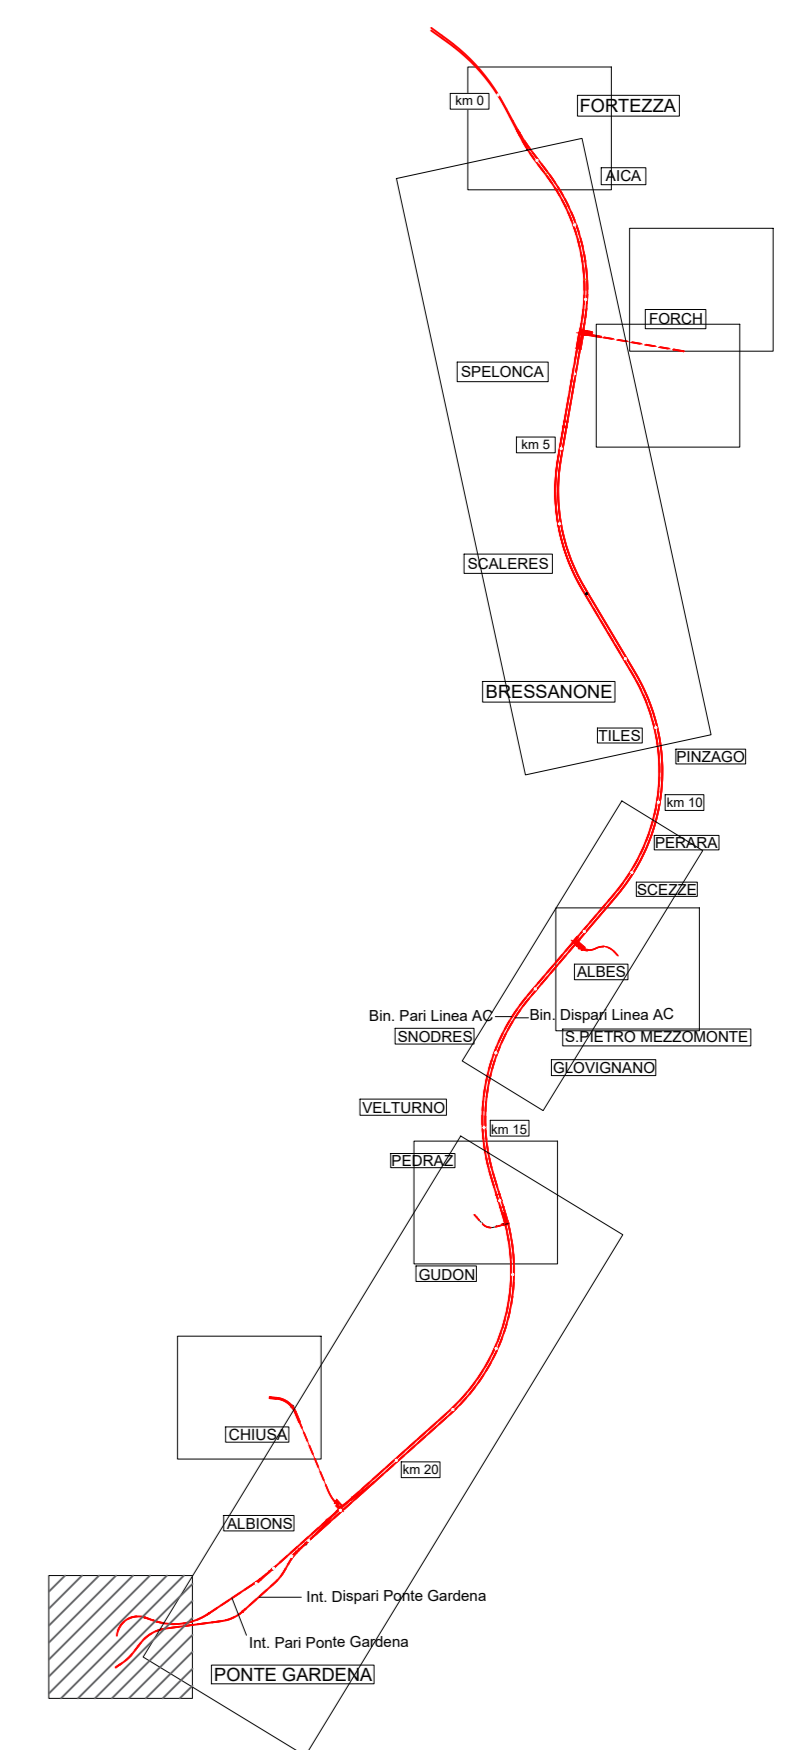 km 0
FORTEZZA
AICA
FORCH
SPELONCA
km 5
SCALERES
BRESSANONE
TILES
PINZAGO
km 10
PERARA
SCEZZE
ALBES
Bin. Pari Linea AC
Bin. Dispari Linea AC
SNODRES
S.PIETRO MEZZOMONTE
GLOVIGNANO
VELTURNO
km 15
PEDRAZ
GUDON
CHIUSA
km 20
ALBIONS
Int. Dispari Ponte Gardena
Int. Pari Ponte Gardena
PONTE GARDENA